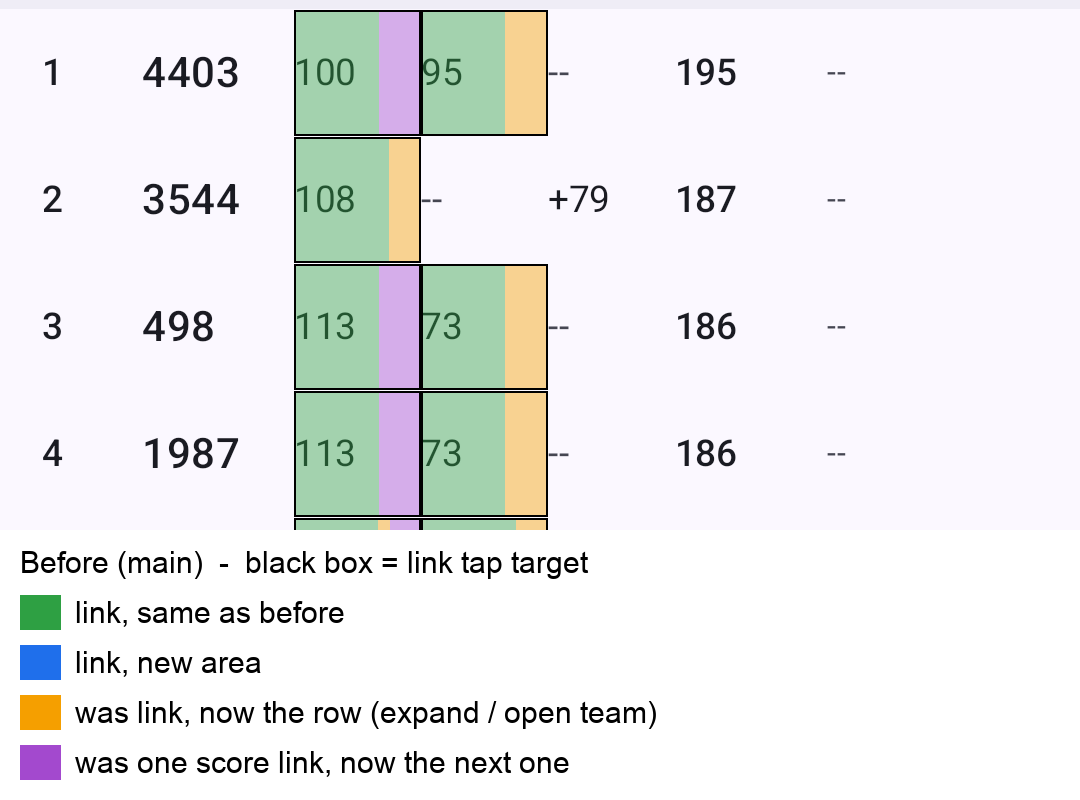 1 4403 100 95 -- 195 --
2 3544 108 -- +79 187 --
3 498 113 73 -- 186 --
4 1987 113 73 -- 186 --
Before (main) - black box = link tap target
link, same as before
link, new area
was link, now the row (expand / open team)
was one score link, now the next one